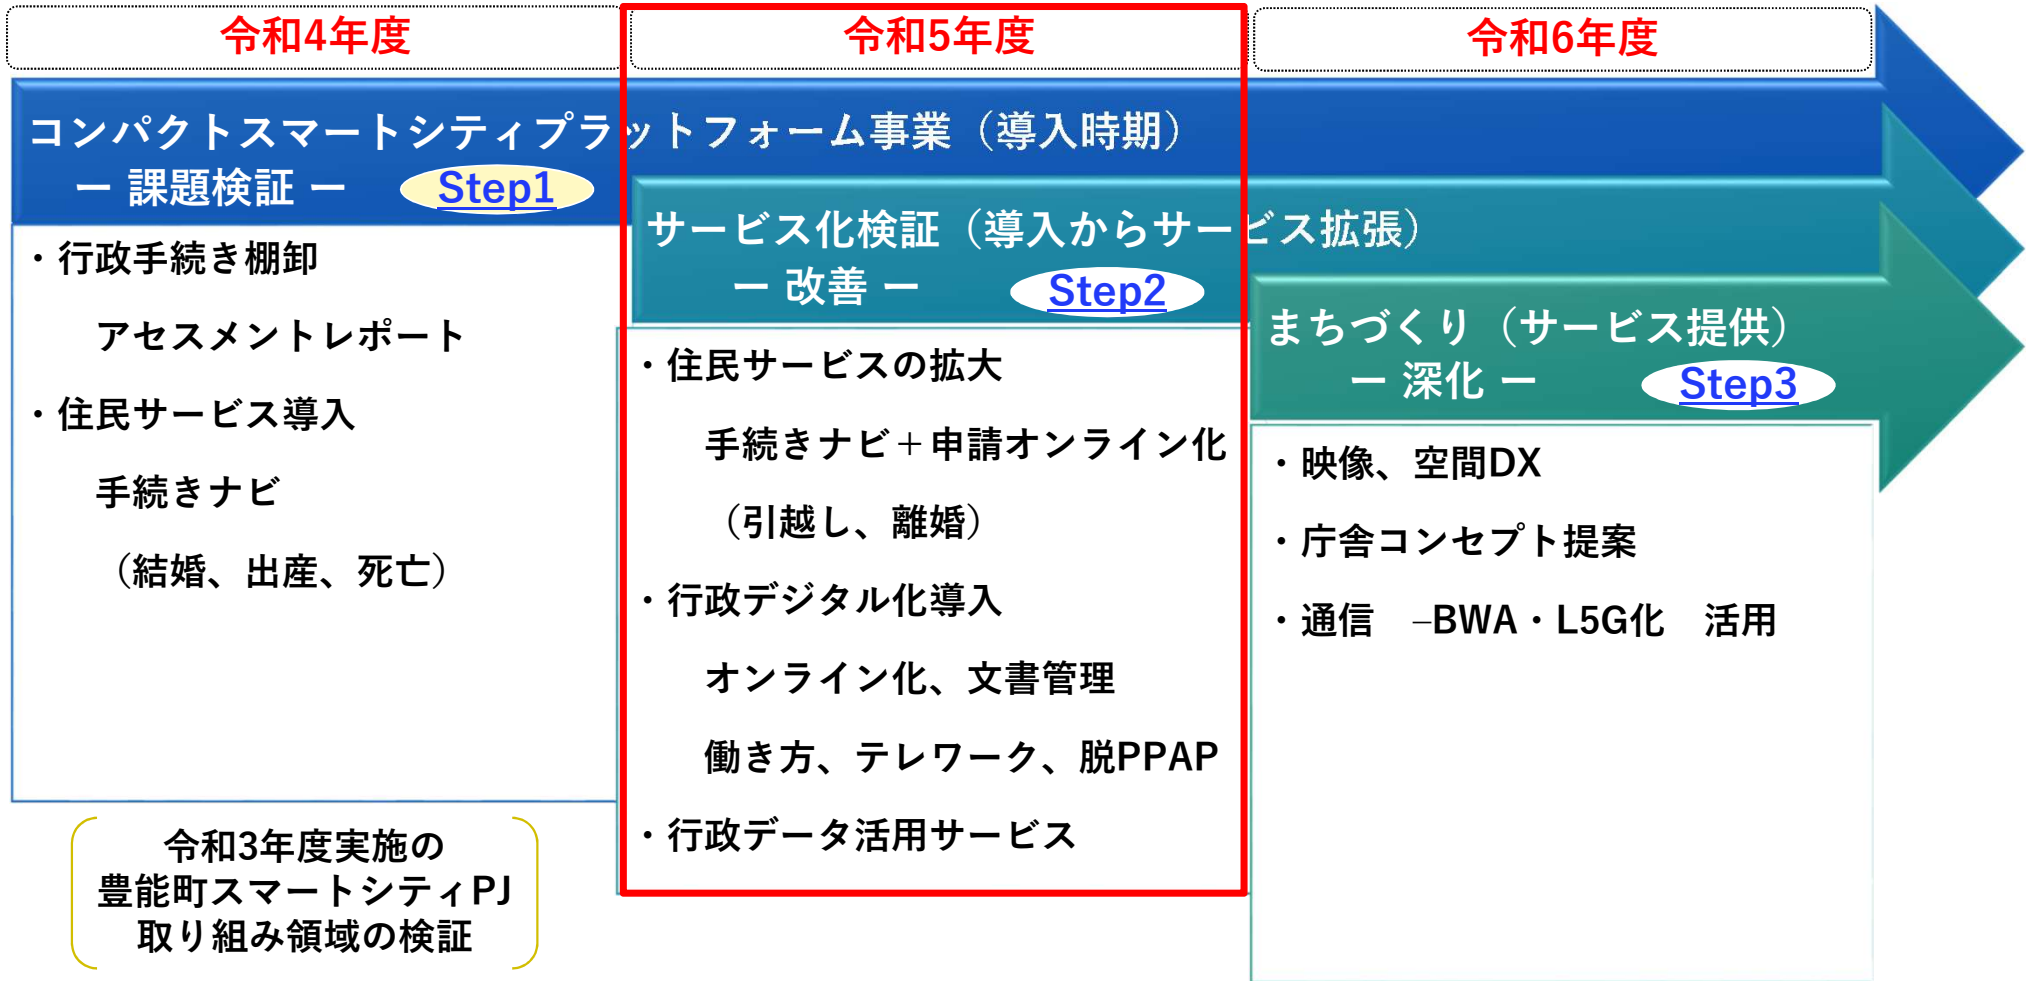 令和4年度
令和5年度
令和6年度
コンパクトスマートシティプラットフォーム事業（導入時期）
ー 課題検証 ー
Step1
・行政手続き棚卸
アセスメントレポート
・住民サービス導入
手続きナビ
（結婚、出産、死亡）
令和3年度実施の
豊能町スマートシティPJ
取り組み領域の検証
サービス化検証（導入からサービス拡張）
ー 改善 ー
Step2
・住民サービスの拡大
手続きナビ＋申請オンライン化
（引越し、離婚）
・行政デジタル化導入
オンライン化、文書管理
働き方、テレワーク、脱PPAP
・行政データ活用サービス
まちづくり（サービス提供）
ー 深化 ー
Step3
・映像、空間DX
・庁舎コンセプト提案
・通信　–BWA・L5G化　活用